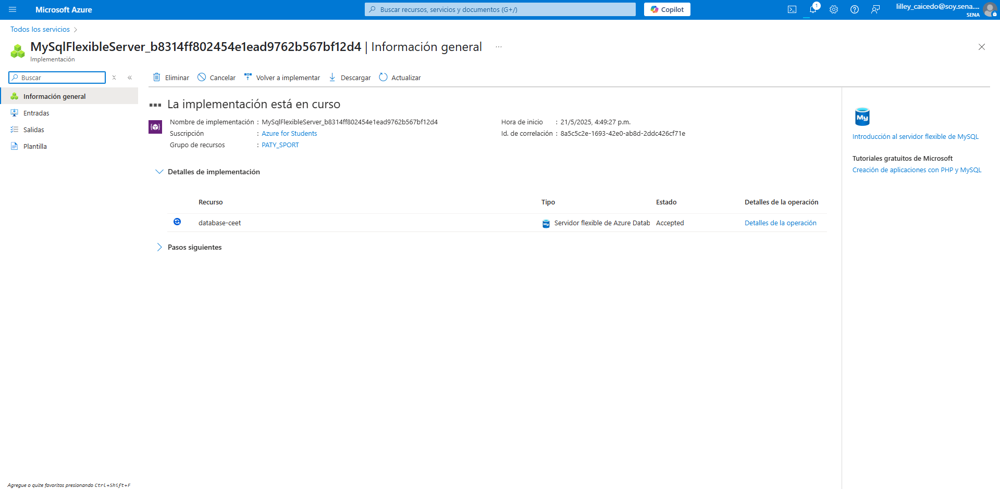 Microsoft Azure
Buscar recursos, servicios y documentos (G+/)
Copilot
1
lilley_caicedo@soy.sena....
SENA
Todos los servicios
MySqlFlexibleServer_b8314ff802454e1ead9762b567bf12d4 | Información general
Implementación
Buscar
Eliminar
Cancelar
Volver a implementar
Descargar
Actualizar
Información general
Entradas
Salidas
Plantilla
La implementación está en curso
Nombre de implementación : MySqlFlexibleServer_b8314ff802454e1ead9762b567bf12d4
Suscripción : Azure for Students
Grupo de recursos : PATY_SPORT
Hora de inicio : 21/5/2025, 4:49:27 p.m.
Id. de correlación : 8a5c5c2e-1693-42e0-ab8d-2ddc426cf71e
Detalles de implementación
Recurso Tipo Estado Detalles de la operación
database-ceet My Servidor flexible de Azure Datab Accepted Detalles de la operación
Pasos siguientes
My
Introducción al servidor flexible de MySQL
Tutoriales gratuitos de Microsoft
Creación de aplicaciones con PHP y MySQL
Agregue o quite favoritos presionando Ctrl+Shift+F